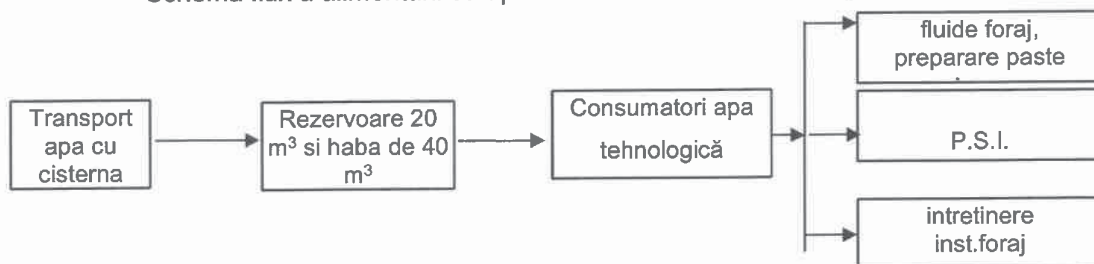 Transport
apa cu
cisterna
Rezervoare 20
m³ si haba de 40
m³
Consumatori apa
tehnologică
fluide foraj,
preparare paste
P.S.I.
intretinere
inst.foraj